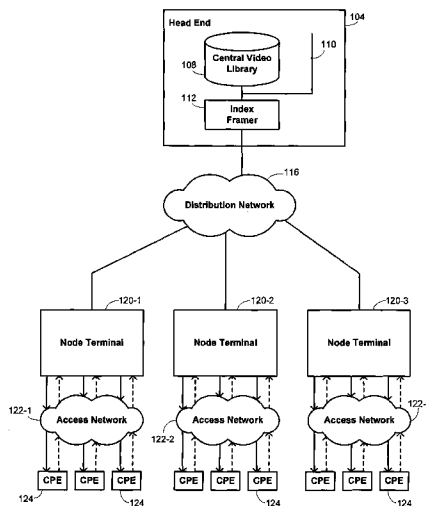 104
Head End
110
Central Video
Library
108
112
Index
Framer
116
Distribution Network
120-1
120-2
120-3
Node Terminal
Node Terminal
Node Terminal
122-1
Access Network
122-2
Access Network
Access Network
122-
CPE
CPE
CPE
CPE
CPE
CPE
CPE
CPE
CPE
124
124
124
124